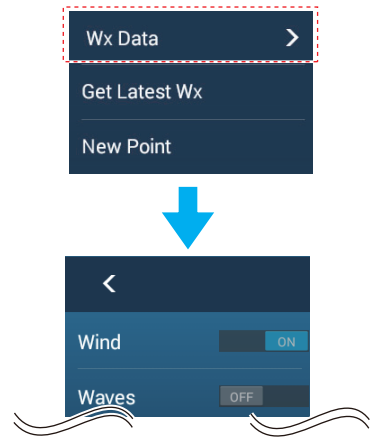 Wx Data
Get Latest Wx
New Point
Wind ON
Waves OFF